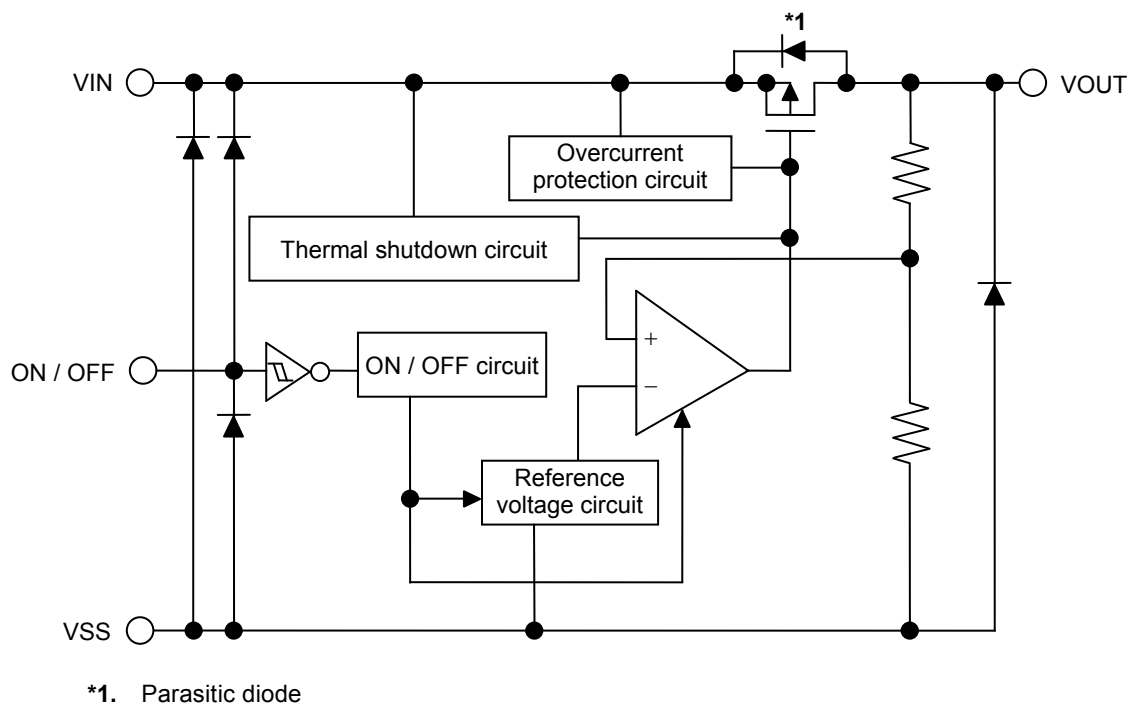 *1
VIN
VOUT
Overcurrent
protection circuit
Thermal shutdown circuit
+
−
ON / OFF
ON / OFF circuit
Reference
voltage circuit
VSS
*1. Parasitic diode